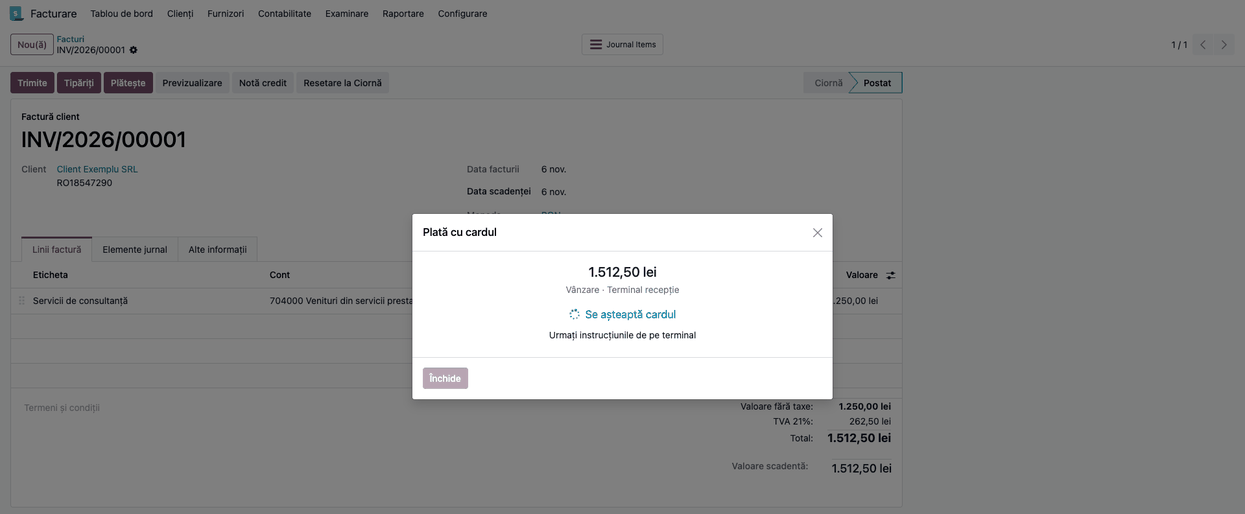 Facturare Tablou de bord Clienți Furnizori Contabilitate Examinare Raportare Configurare
Nou(ă) Facturi
INV/2026/00001
Journal Items
1 / 1
Trimite Tipăriți Plătește Previzualizare Notă credit Resetare la Ciornă Ciornă Postat
Factură client
INV/2026/00001
Client Client Exemplu SRL
RO18547290
Data facturii 6 nov.
Data scadenței 6 nov.
Plată cu cardul
1.512,50 lei
Vânzare · Terminal recepție
Se așteaptă cardul
Urmați instrucțiunile de pe terminal
Închide
Linii factură Elemente jurnal Alte informații
Eticheta Cont Valoare
Servicii de consultanță 704000 Venituri din servicii .250,00 lei
Termeni și condiții
Valoare fără taxe: 1.250,00 lei
TVA 21%: 262,50 lei
Total: 1.512,50 lei
Valoare scadentă: 1.512,50 lei